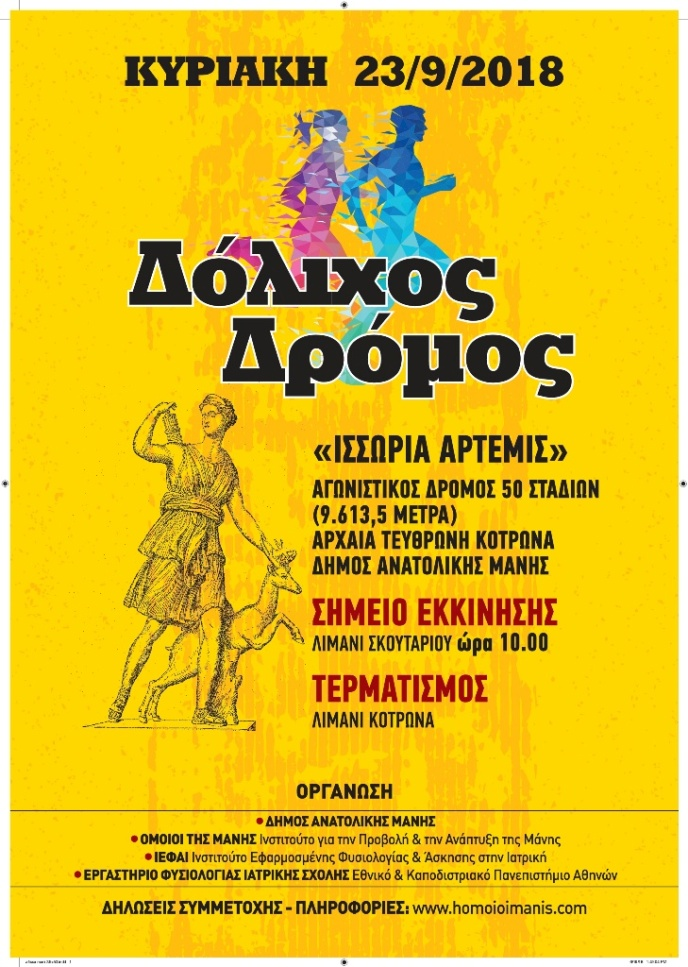 ΚΥΡΙΑΚΗ 23/9/2018
Δόλιχος
Δρόμος
«ΙΣΣΩΡΙΑ ΑΡΤΕΜΙΣ»
ΑΓΩΝΙΣΤΙΚΟΣ ΔΡΟΜΟΣ 50 ΣΤΑΔΙΩΝ
(9.613,5 ΜΕΤΡΑ)
ΑΡΧΑΙΑ ΤΕΥΘΡΩΝΗ ΚΟΤΡΩΝΑ
ΔΗΜΟΣ ΑΝΑΤΟΛΙΚΗΣ ΜΑΝΗΣ
ΣΗΜΕΙΟ ΕΚΚΙΝΗΣΗΣ
ΛΙΜΑΝΙ ΣΚΟΥΤΑΡΙΟΥ ώρα 10.00
ΤΕΡΜΑΤΙΣΜΟΣ
ΛΙΜΑΝΙ ΚΟΤΡΩΝΑ
ΟΡΓΑΝΩΣΗ
• ΔΗΜΟΣ ΑΝΑΤΟΛΙΚΗΣ ΜΑΝΗΣ
• ΟΜΟΙΟΙ ΤΗΣ ΜΑΝΗΣ Ινστιτούτο για την Προβολή & την Ανάπτυξη της Μάνης
• ΙΕΦΑΙ Ινστιτούτο Εφαρμοσμένης Φυσιολογίας & Άσκησης στην Ιατρική
• ΕΡΓΑΣΤΗΡΙΟ ΦΥΣΙΟΛΟΓΙΑΣ ΙΑΤΡΙΚΗΣ ΣΧΟΛΗΣ Εθνικό & Καποδιστριακό Πανεπιστήμιο Αθηνών
ΔΗΛΩΣΕΙΣ ΣΥΜΜΕΤΟΧΗΣ - ΠΛΗΡΟΦΟΡΙΕΣ: www.homoioimanis.com